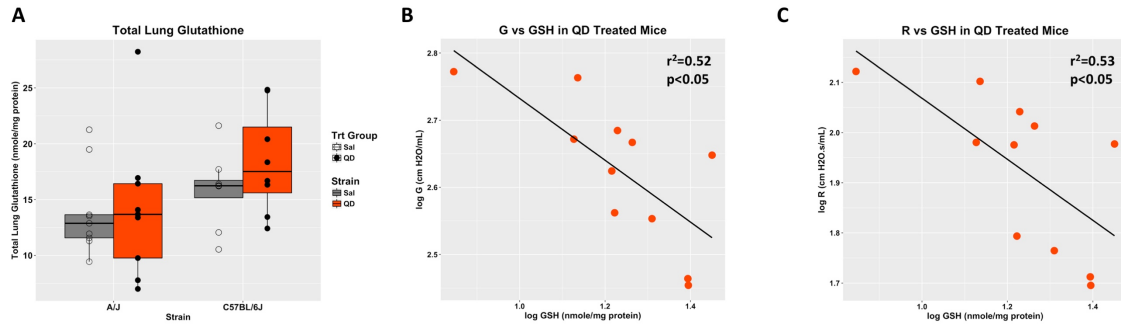 A
Total Lung Glutathione
Total Lung Glutathione (nmole/mg protein)
25
20
15
10
A/J
C57BL/6J
Strain
Trt Group
Sal
QD
Strain
Sal
QD
B
G vs GSH in QD Treated Mice
r²=0.52
p<0.05
log G (cm H2O/mL)
2.8
2.7
2.6
2.5
1.0
1.2
1.4
log GSH (nmole/mg protein)
C
R vs GSH in QD Treated Mice
r²=0.53
p<0.05
log R (cm H2O.s/mL)
2.1
2.0
1.9
1.8
1.7
1.0
1.2
1.4
log GSH (nmole/mg protein)